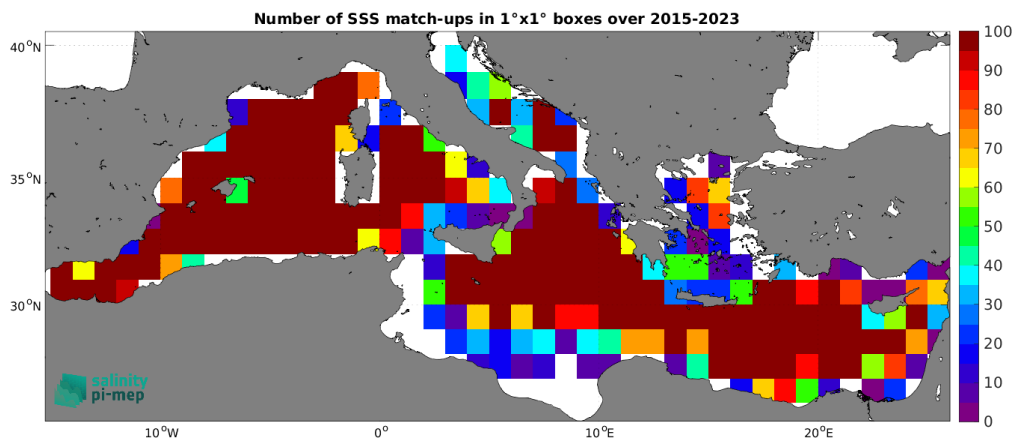 Number of SSS match-ups in 1°x1° boxes over 2015-2023
40°N
35°N
30°N
10°W
0°
10°E
20°E
100
90
80
70
60
50
40
30
20
10
0
salinity
pi-mep